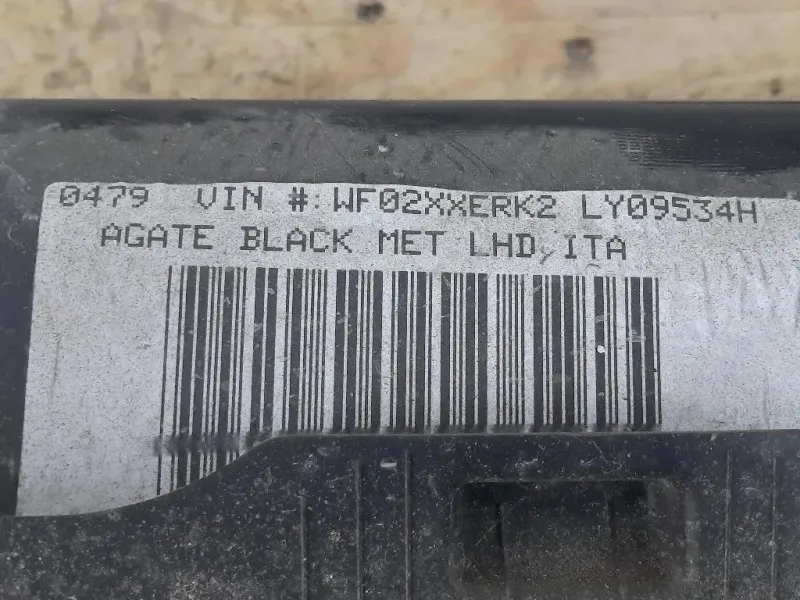 0479 VIN #: WF02XXERK2 LY09534H
AGATE BLACK MET LHD, ITA